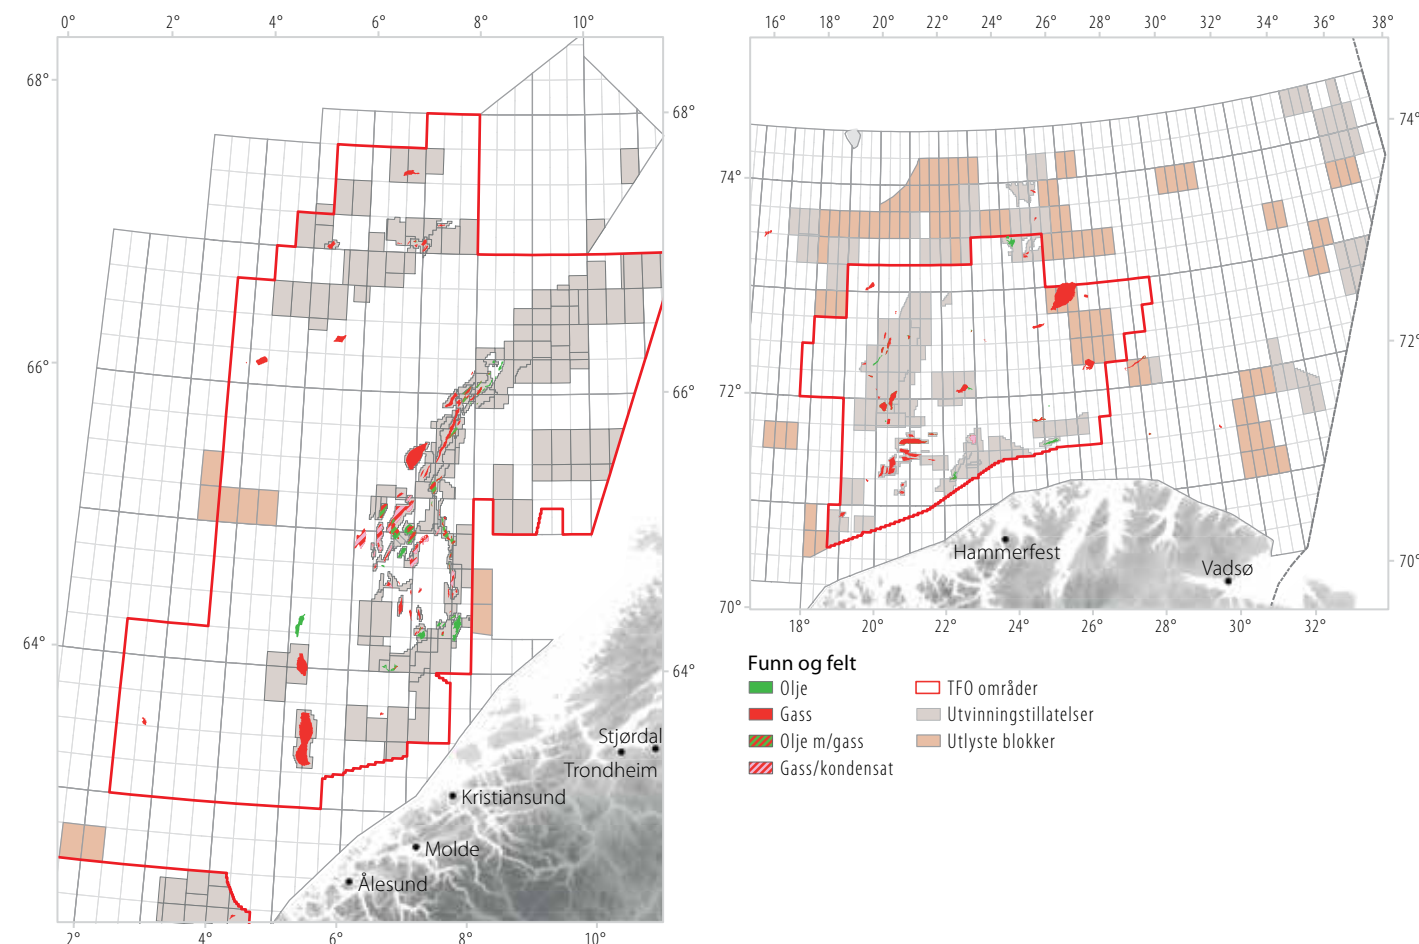 0° 2° 4° 6° 8° 10°
16° 18° 20° 22° 24° 26° 28° 30° 32° 34° 36° 38°
68°
68°
66°
66°
64°
64°
74°
74°
72°
72°
70°
70°
Stjørdal
Trondheim
Kristiansund
Molde
Ålesund
2° 4° 6° 8° 10°
Hammerfest
Vadsø
18° 20° 22° 24° 26° 28° 30° 32°
Funn og felt
Olje
Gass
Olje m/gass
Gass/kondensat
TFO områder
Utvinningstillatelser
Utlyste blokker